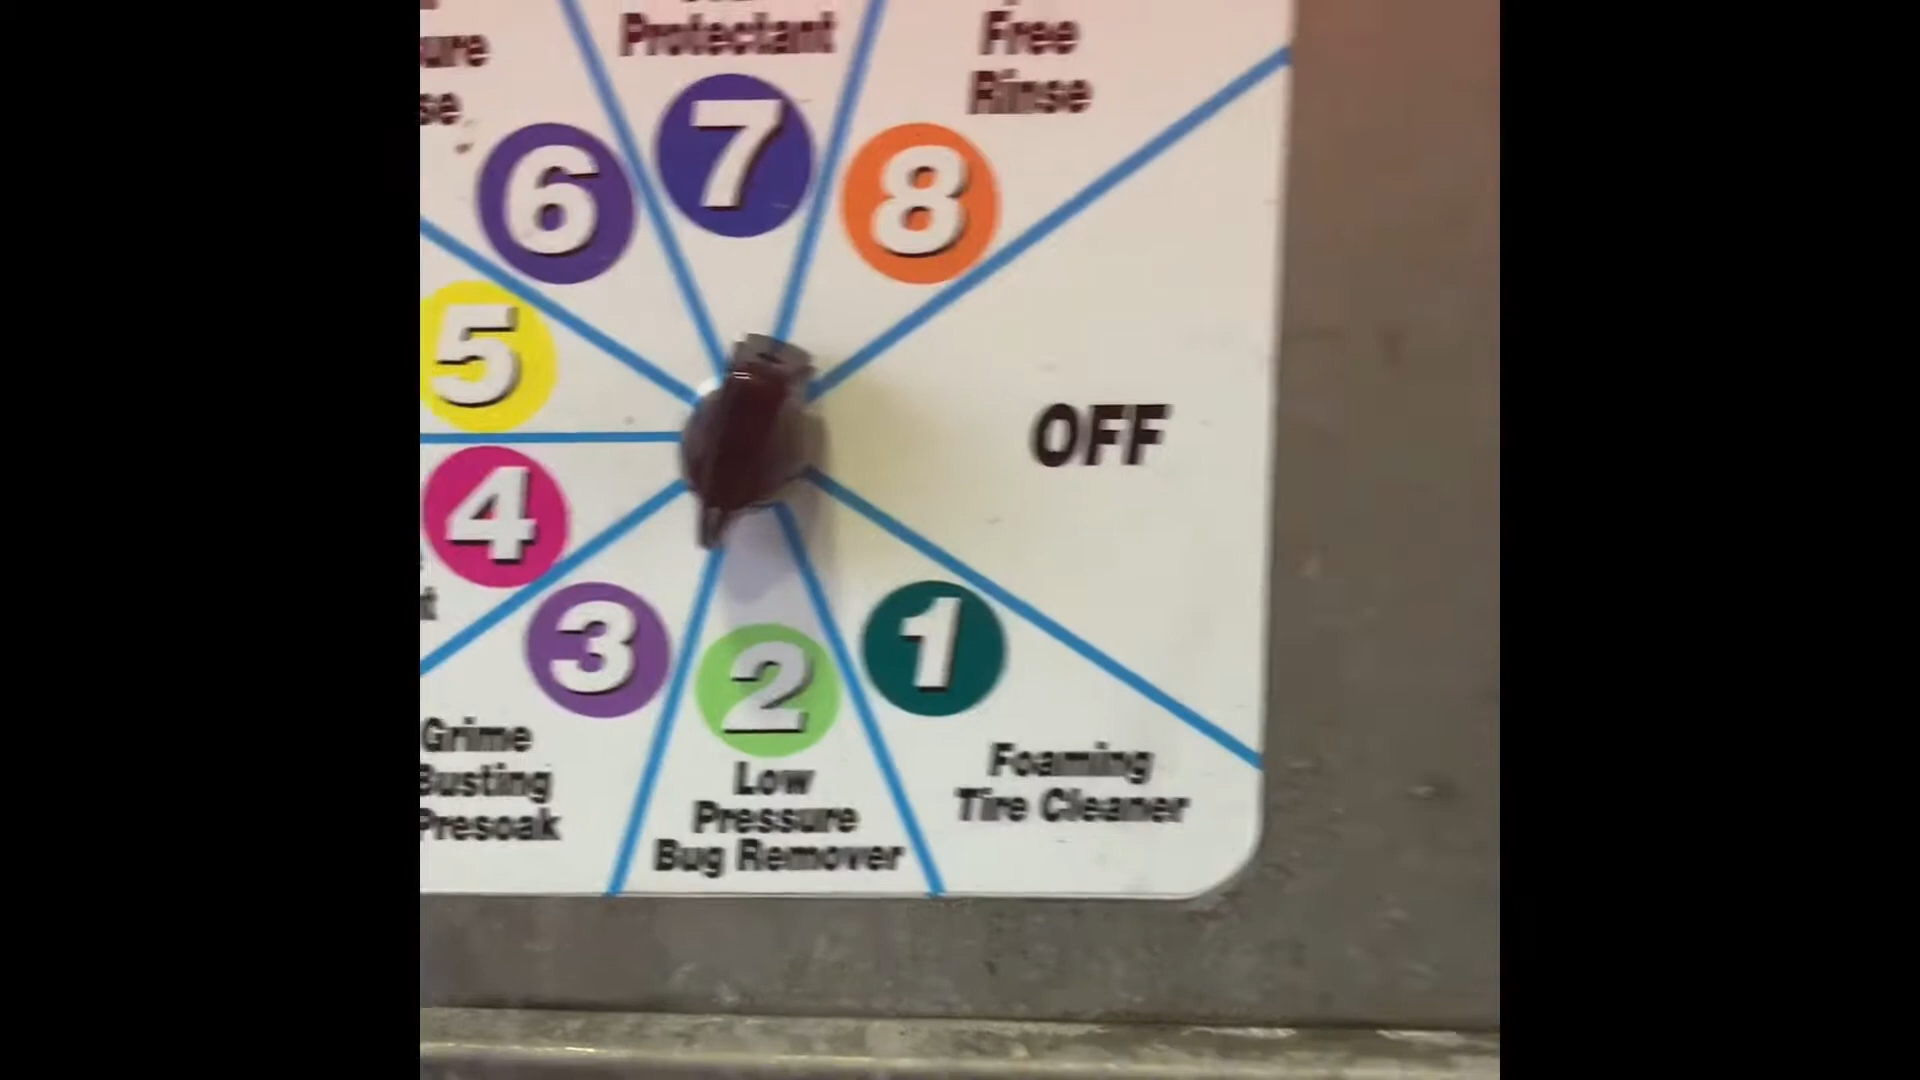 Protectant
Free
Rinse
7
8
6
5
OFF
4
3
2
1
Grime
Busting
Presoak
Low
Pressure
Bug Remover
Foaming
Tire Cleaner